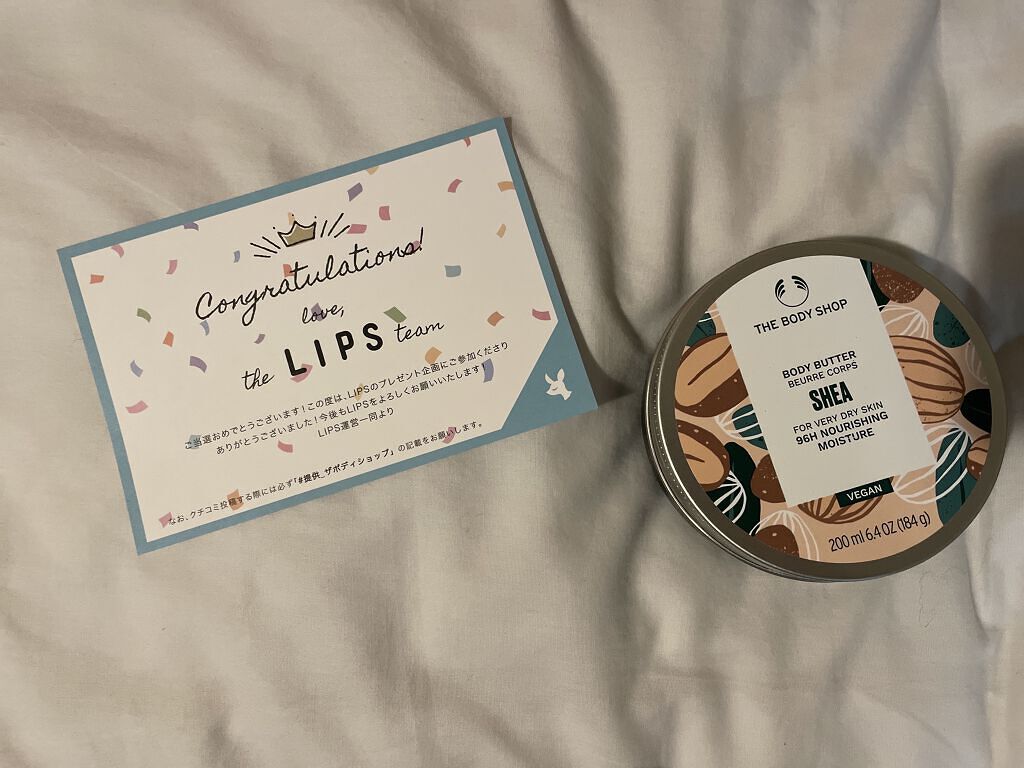 Congratulations!
love,
the LIPS team
ご当選おめでとうございます！この度は、LIPSのプレゼント企画にご参加くださり
ありがとうございました！今後もLIPSをよろしくお願いいたします！
LIPS運営一同より
なお、クチコミ投稿する際には必ず「#提供_ザボディショップ」の記載をお願いします。
THE BODY SHOP
BODY BUTTER
BEURRE CORPS
SHEA
FOR VERY DRY SKIN
96H NOURISHING
MOISTURE
VEGAN
200 ml 6.4 OZ (184 g)